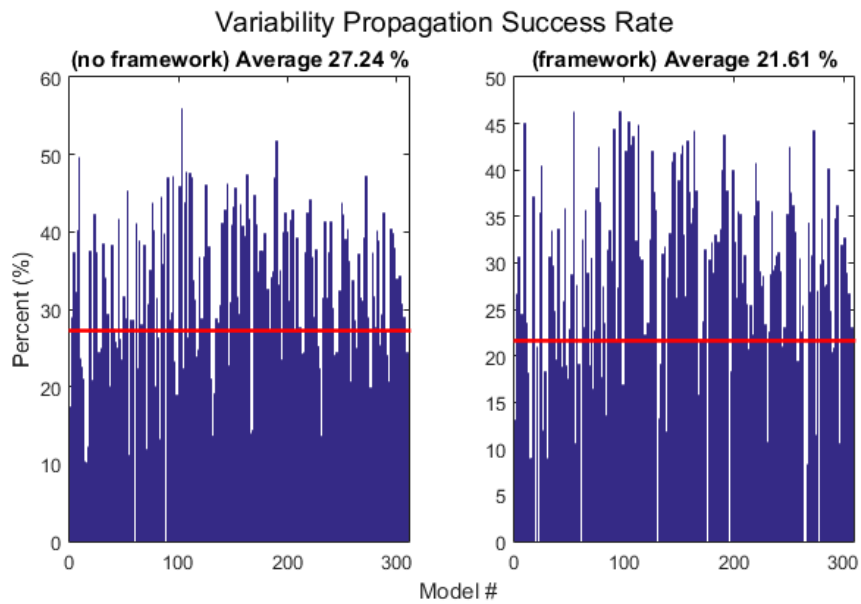 Variability Propagation Success Rate
(no framework) Average 27.24 %
(framework) Average 21.61 %
Percent (%)
60
50
40
30
20
10
0
0 100 200 300
50
45
40
35
30
25
20
15
10
5
0
0 100 200 300
Model #